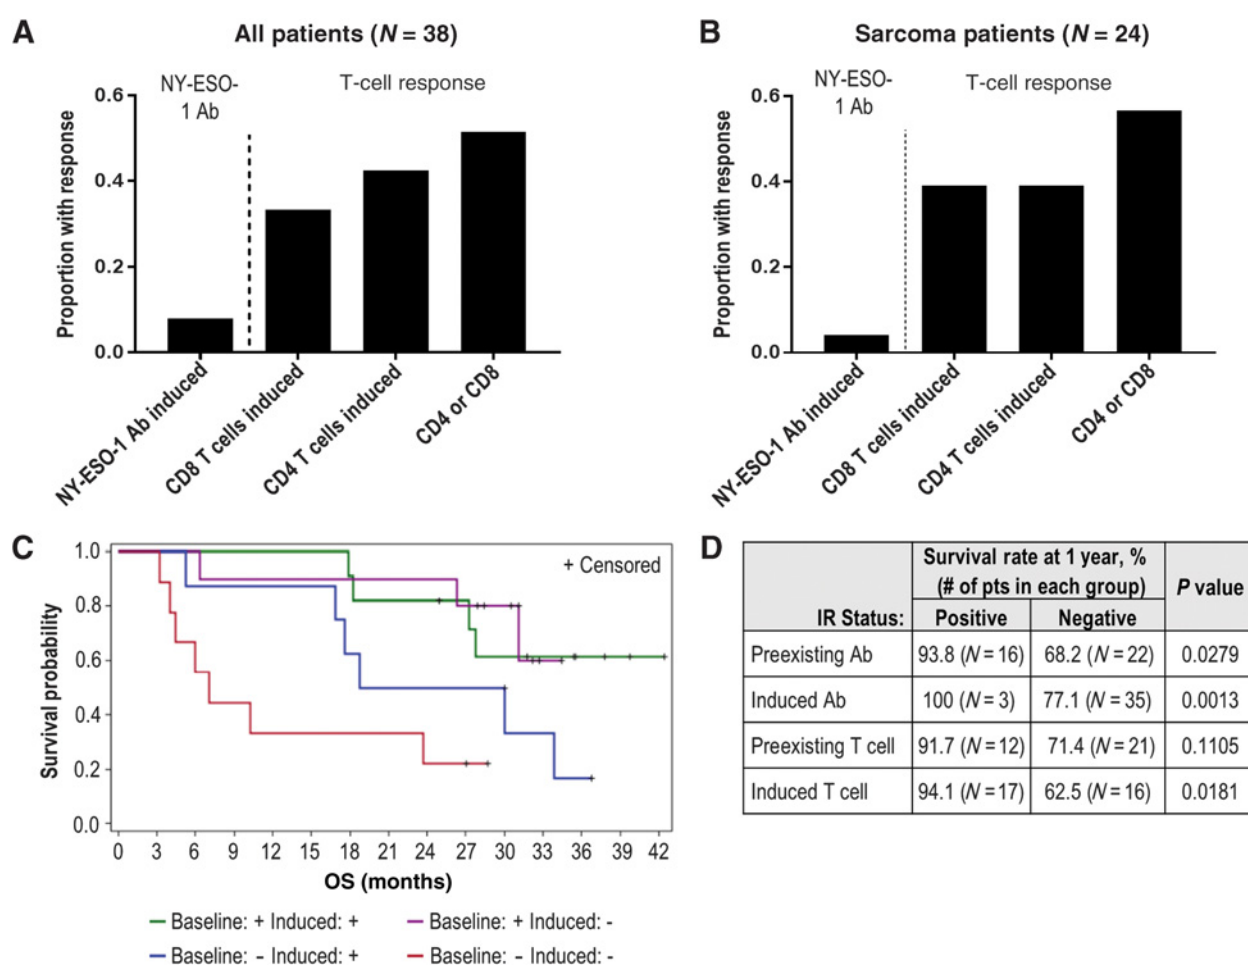 A
All patients (N = 38)
NY-ESO-
1 Ab
T-cell response
Proportion with response
0.6
0.4
0.2
0.0
NY-ESO-1 Ab induced
CD8 T cells induced
CD4 T cells induced
CD4 or CD8
B
Sarcoma patients (N = 24)
NY-ESO-
1 Ab
T-cell response
Proportion with response
0.6
0.4
0.2
0.0
NY-ESO-1 Ab induced
CD8 T cells induced
CD4 T cells induced
CD4 or CD8
C
+ Censored
Survival probability
1.0
0.8
0.6
0.4
0.2
0.0
0 3 6 9 12 15 18 21 24 27 30 33 36 39 42
OS (months)
Baseline: + Induced: +
Baseline: + Induced: -
Baseline: – Induced: +
Baseline: – Induced: -
D
Survival rate at 1 year, %
(# of pts in each group)
P value
IR Status: Positive Negative
Preexisting Ab 93.8 (N = 16) 68.2 (N = 22) 0.0279
Induced Ab 100 (N = 3) 77.1 (N = 35) 0.0013
Preexisting T cell 91.7 (N = 12) 71.4 (N = 21) 0.1105
Induced T cell 94.1 (N = 17) 62.5 (N = 16) 0.0181